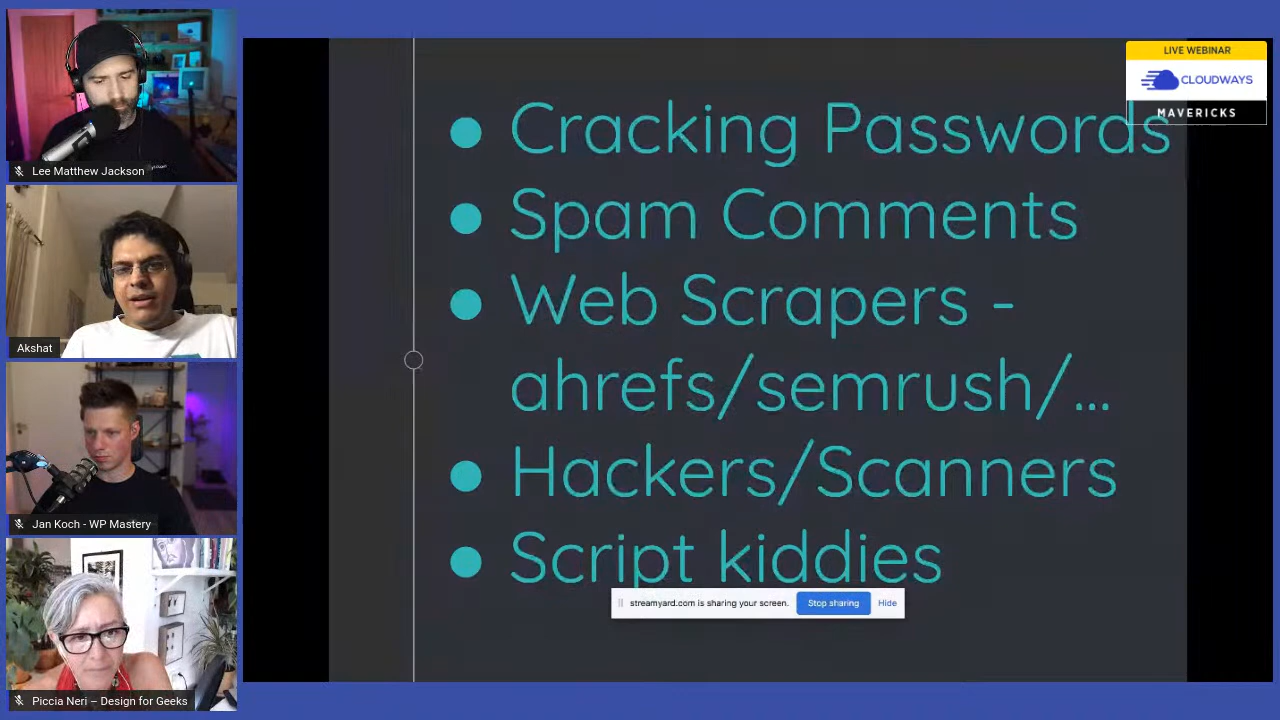 Lee Matthew Jackson
Akshat
Jan Koch - WP Mastery
Piccia Neri – Design for Geeks
LIVE WEBINAR
CLOUDWAYS
MAVERICKS
● Cracking Passwords
● Spam Comments
● Web Scrapers -
ahrefs/semrush/...
● Hackers/Scanners
● Script kiddies
streamyard.com is sharing your screen. Stop sharing Hide